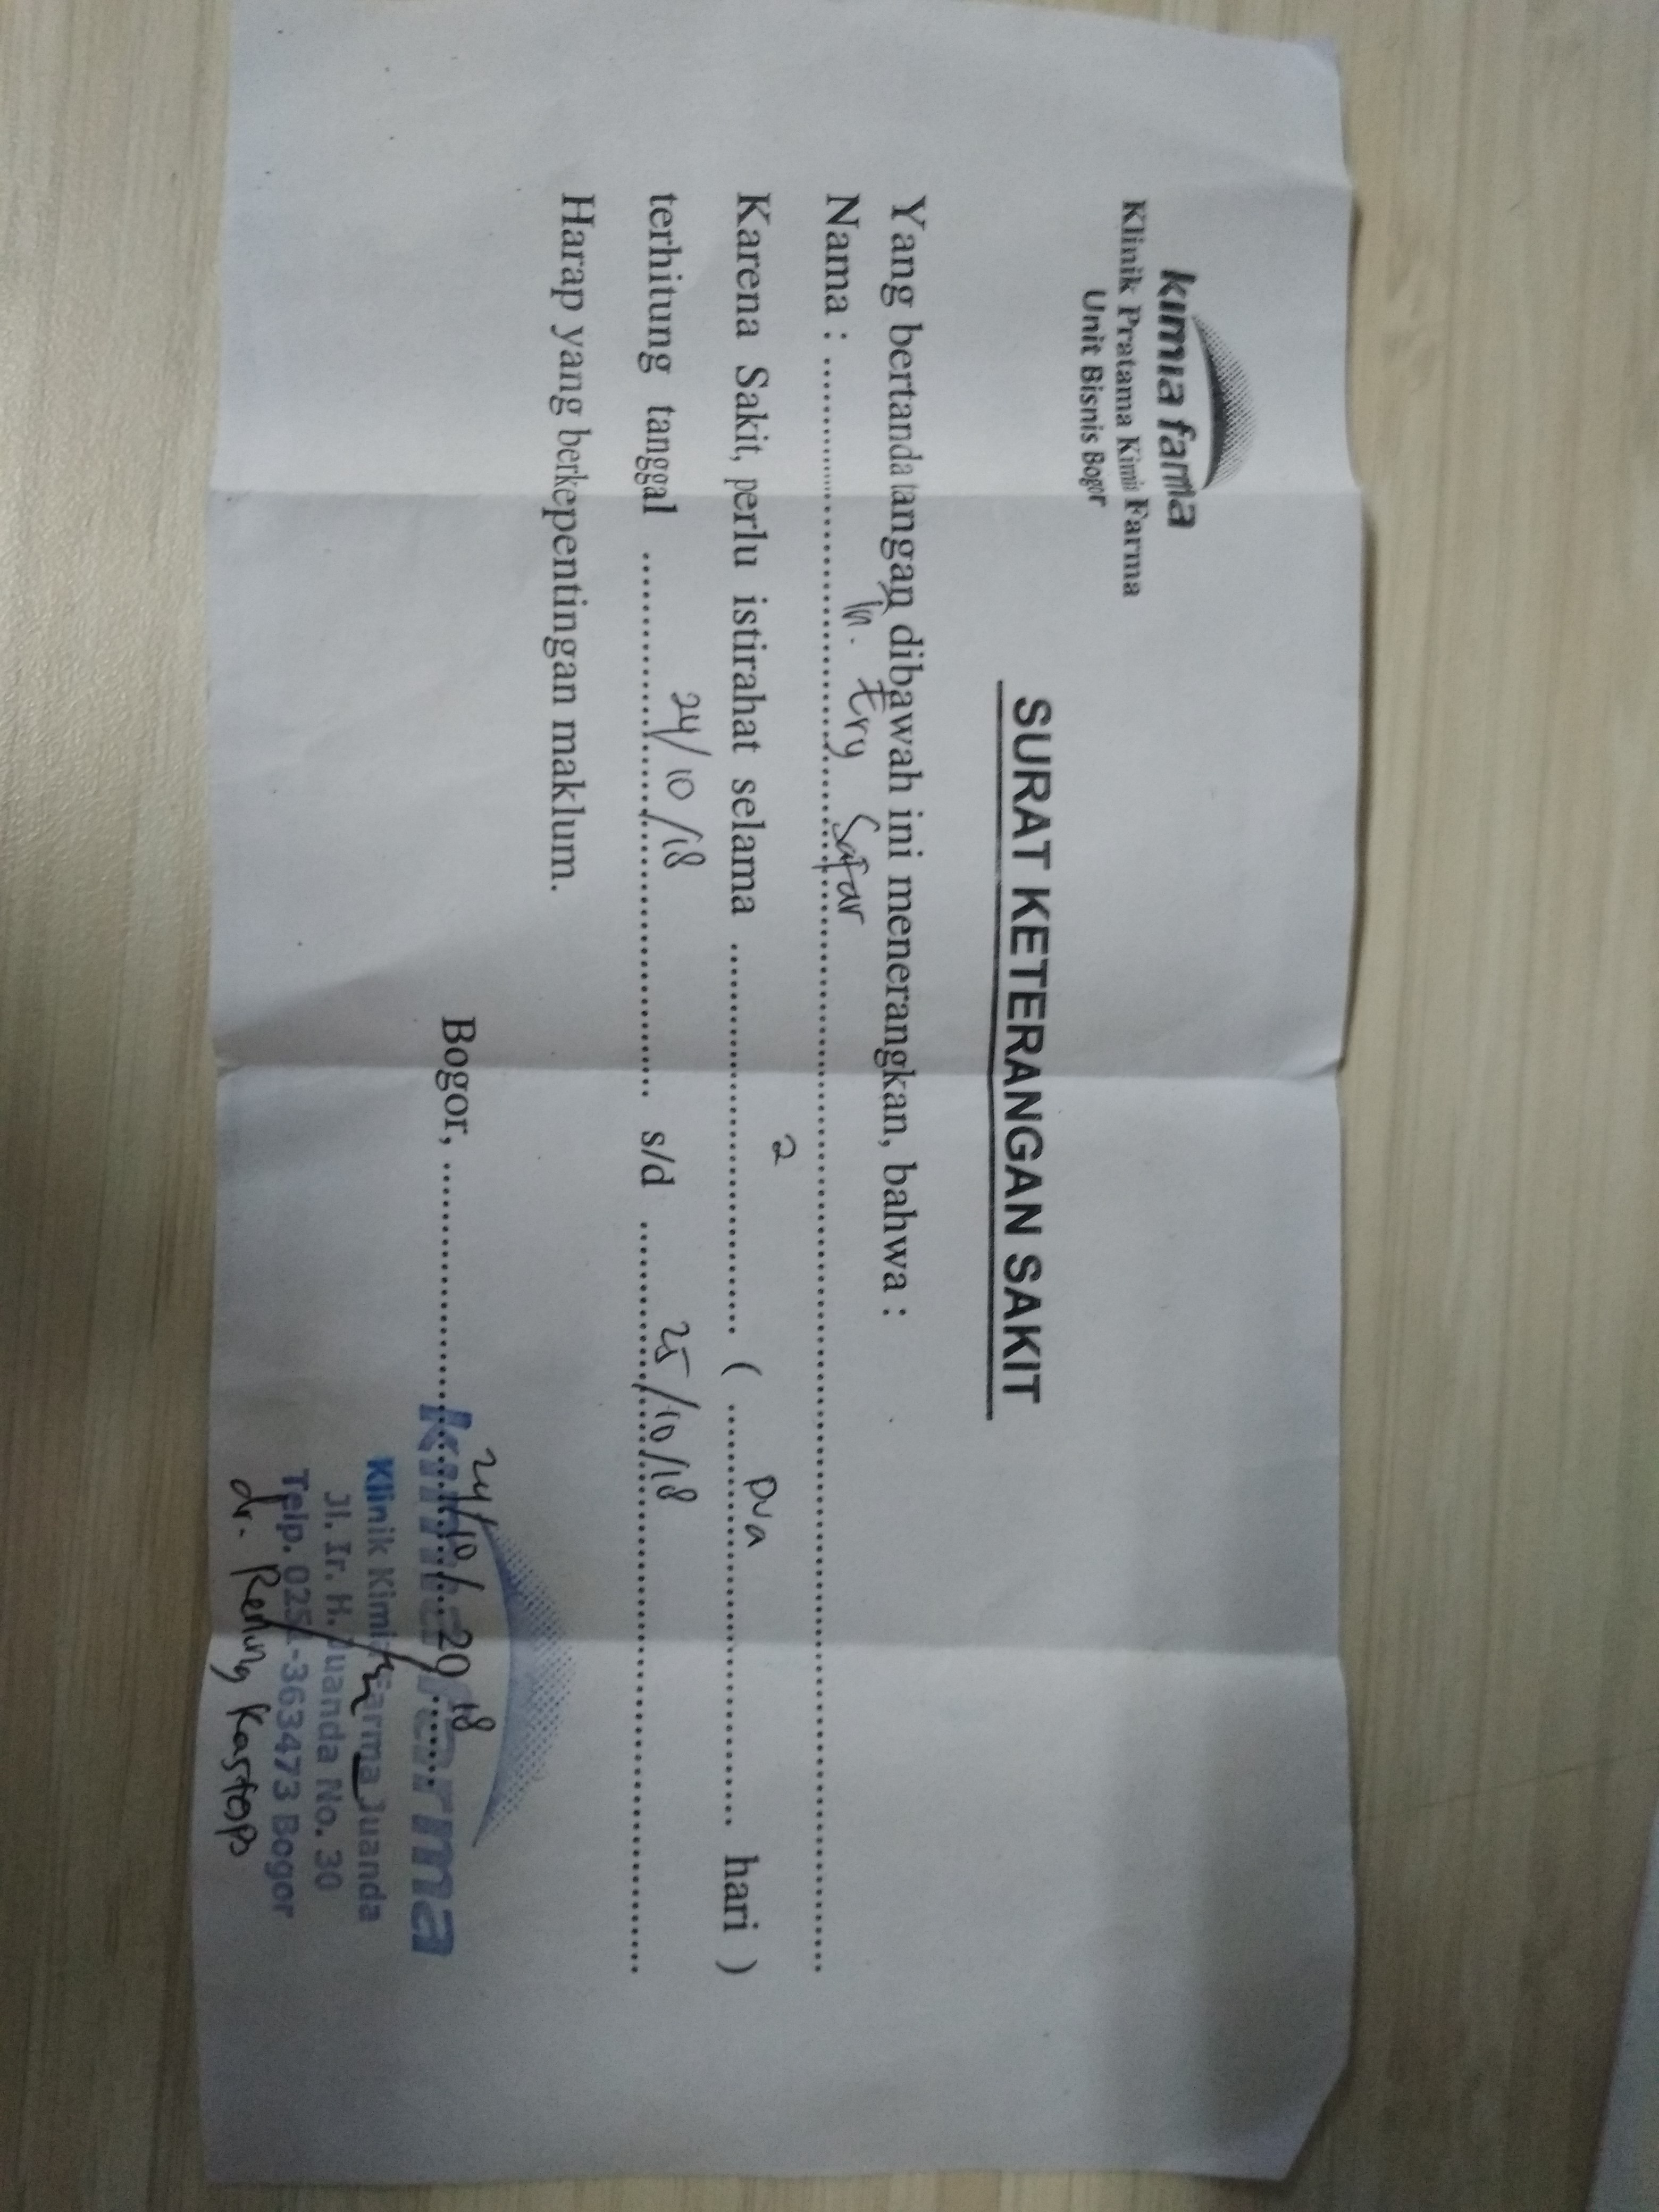 kimia farma
Klinik Pratama Kimia Farma
Unit Bisnis Bogor
SURAT KETERANGAN SAKIT
Yang bertanda tangan dibawah ini menerangkan, bahwa :
Nama : Tn. Ery Safar
Karena Sakit, perlu istirahat selama 2 ( Dua hari )
terhitung tanggal 24/10/18 s/d 25/10/18
Harap yang berkepentingan maklum.
Bogor, 24/10/ 2018
kimia farma
Klinik Kimia Farma Juanda
Jl. Ir. H. Juanda No. 30
Telp. 0251-363473 Bogor
dr.